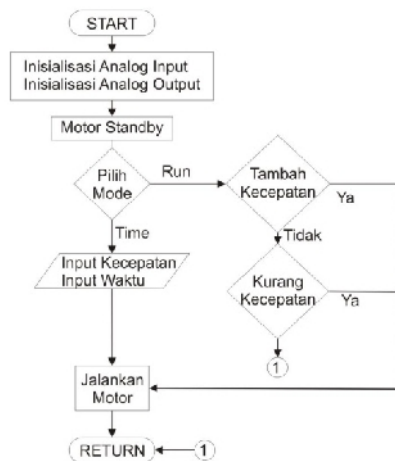 START
Inisialisasi Analog Input
Inisialisasi Analog Output
Motor Standby
Pilih
Mode
Run
Tambah
Kecepatan
Ya
Time
Tidak
Input Kecepatan
Input Waktu
Kurang
Kecepatan
Ya
1
Jalankan
Motor
RETURN
1